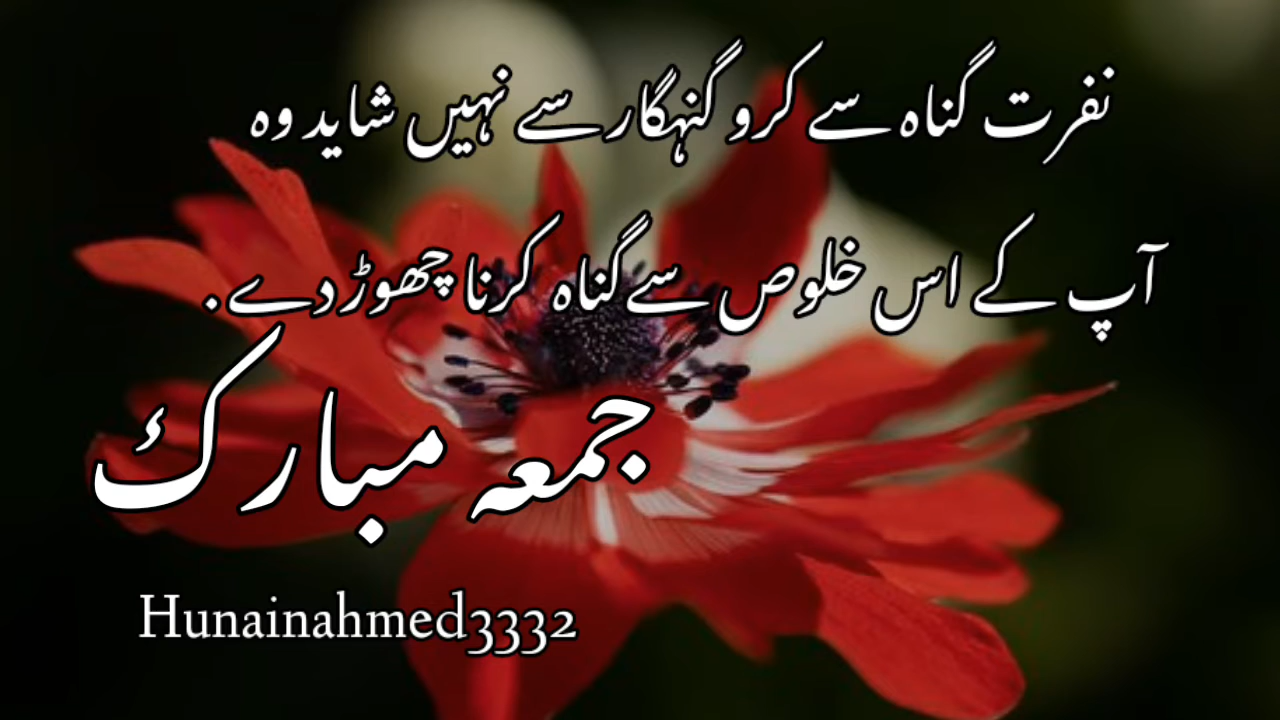 نفرت گناہ سے کرو گنہگار سے نہیں شاید وہ
آپ کے اس خلوص سے گناہ کرنا چھوڑ دے.
جمعہ مبارك
Hunainahmed3332